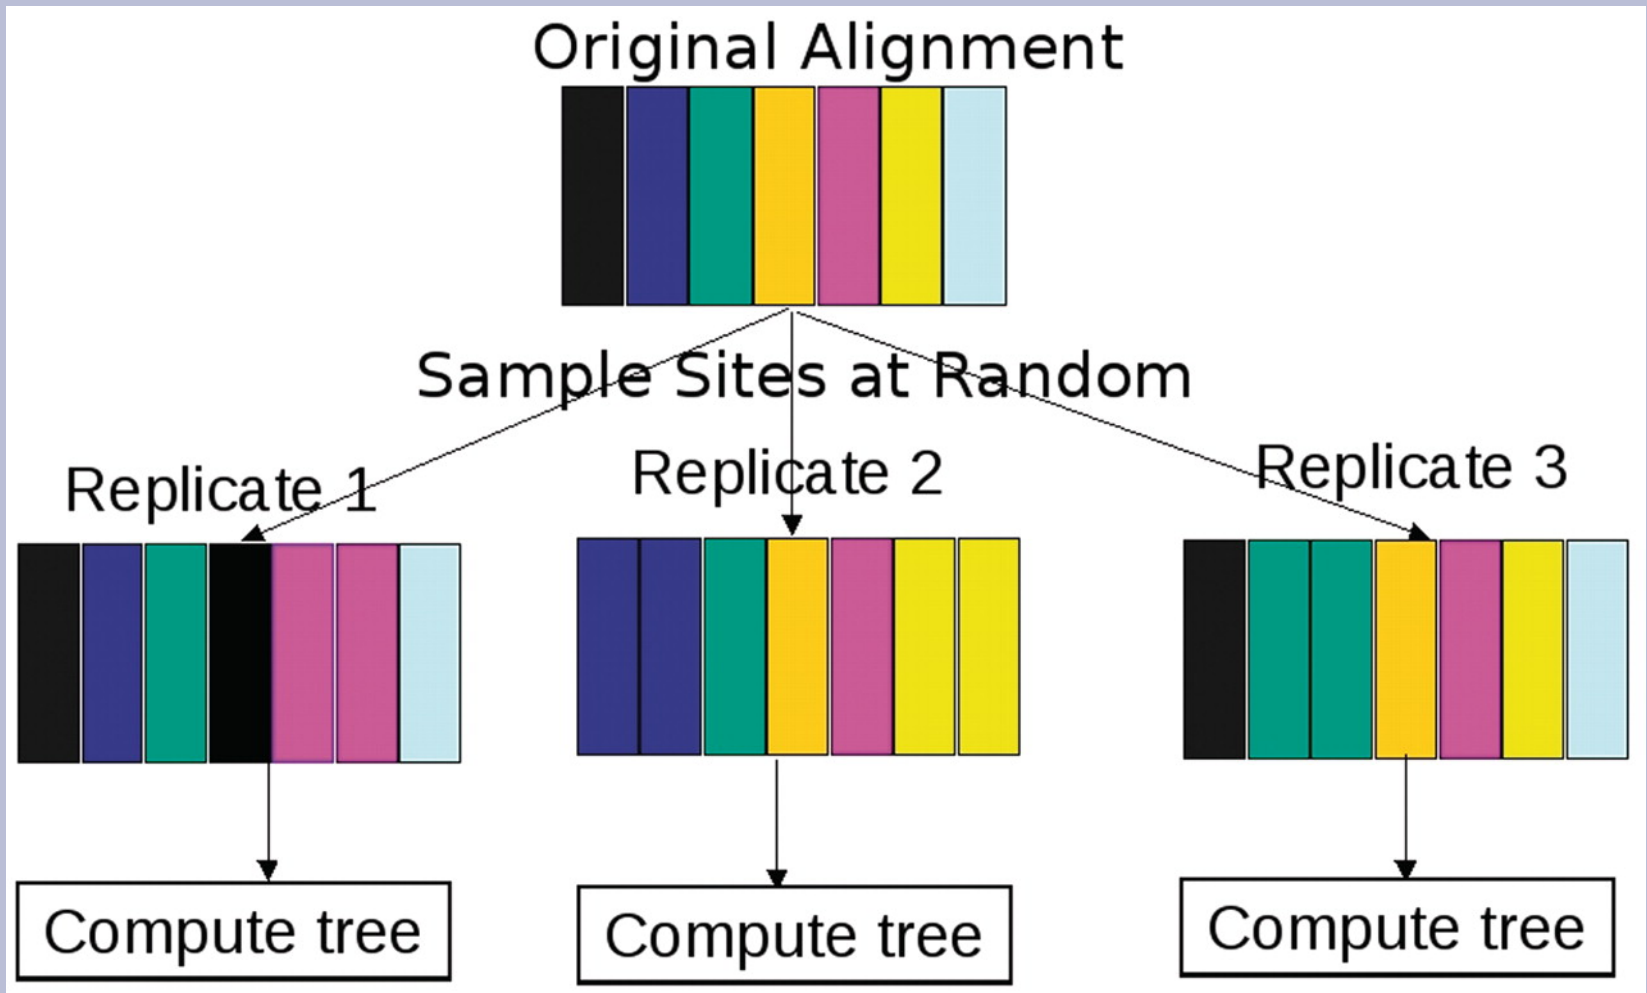 Original Alignment
Sample Sites at Random
Replicate 1
Replicate 2
Replicate 3
Compute tree
Compute tree
Compute tree